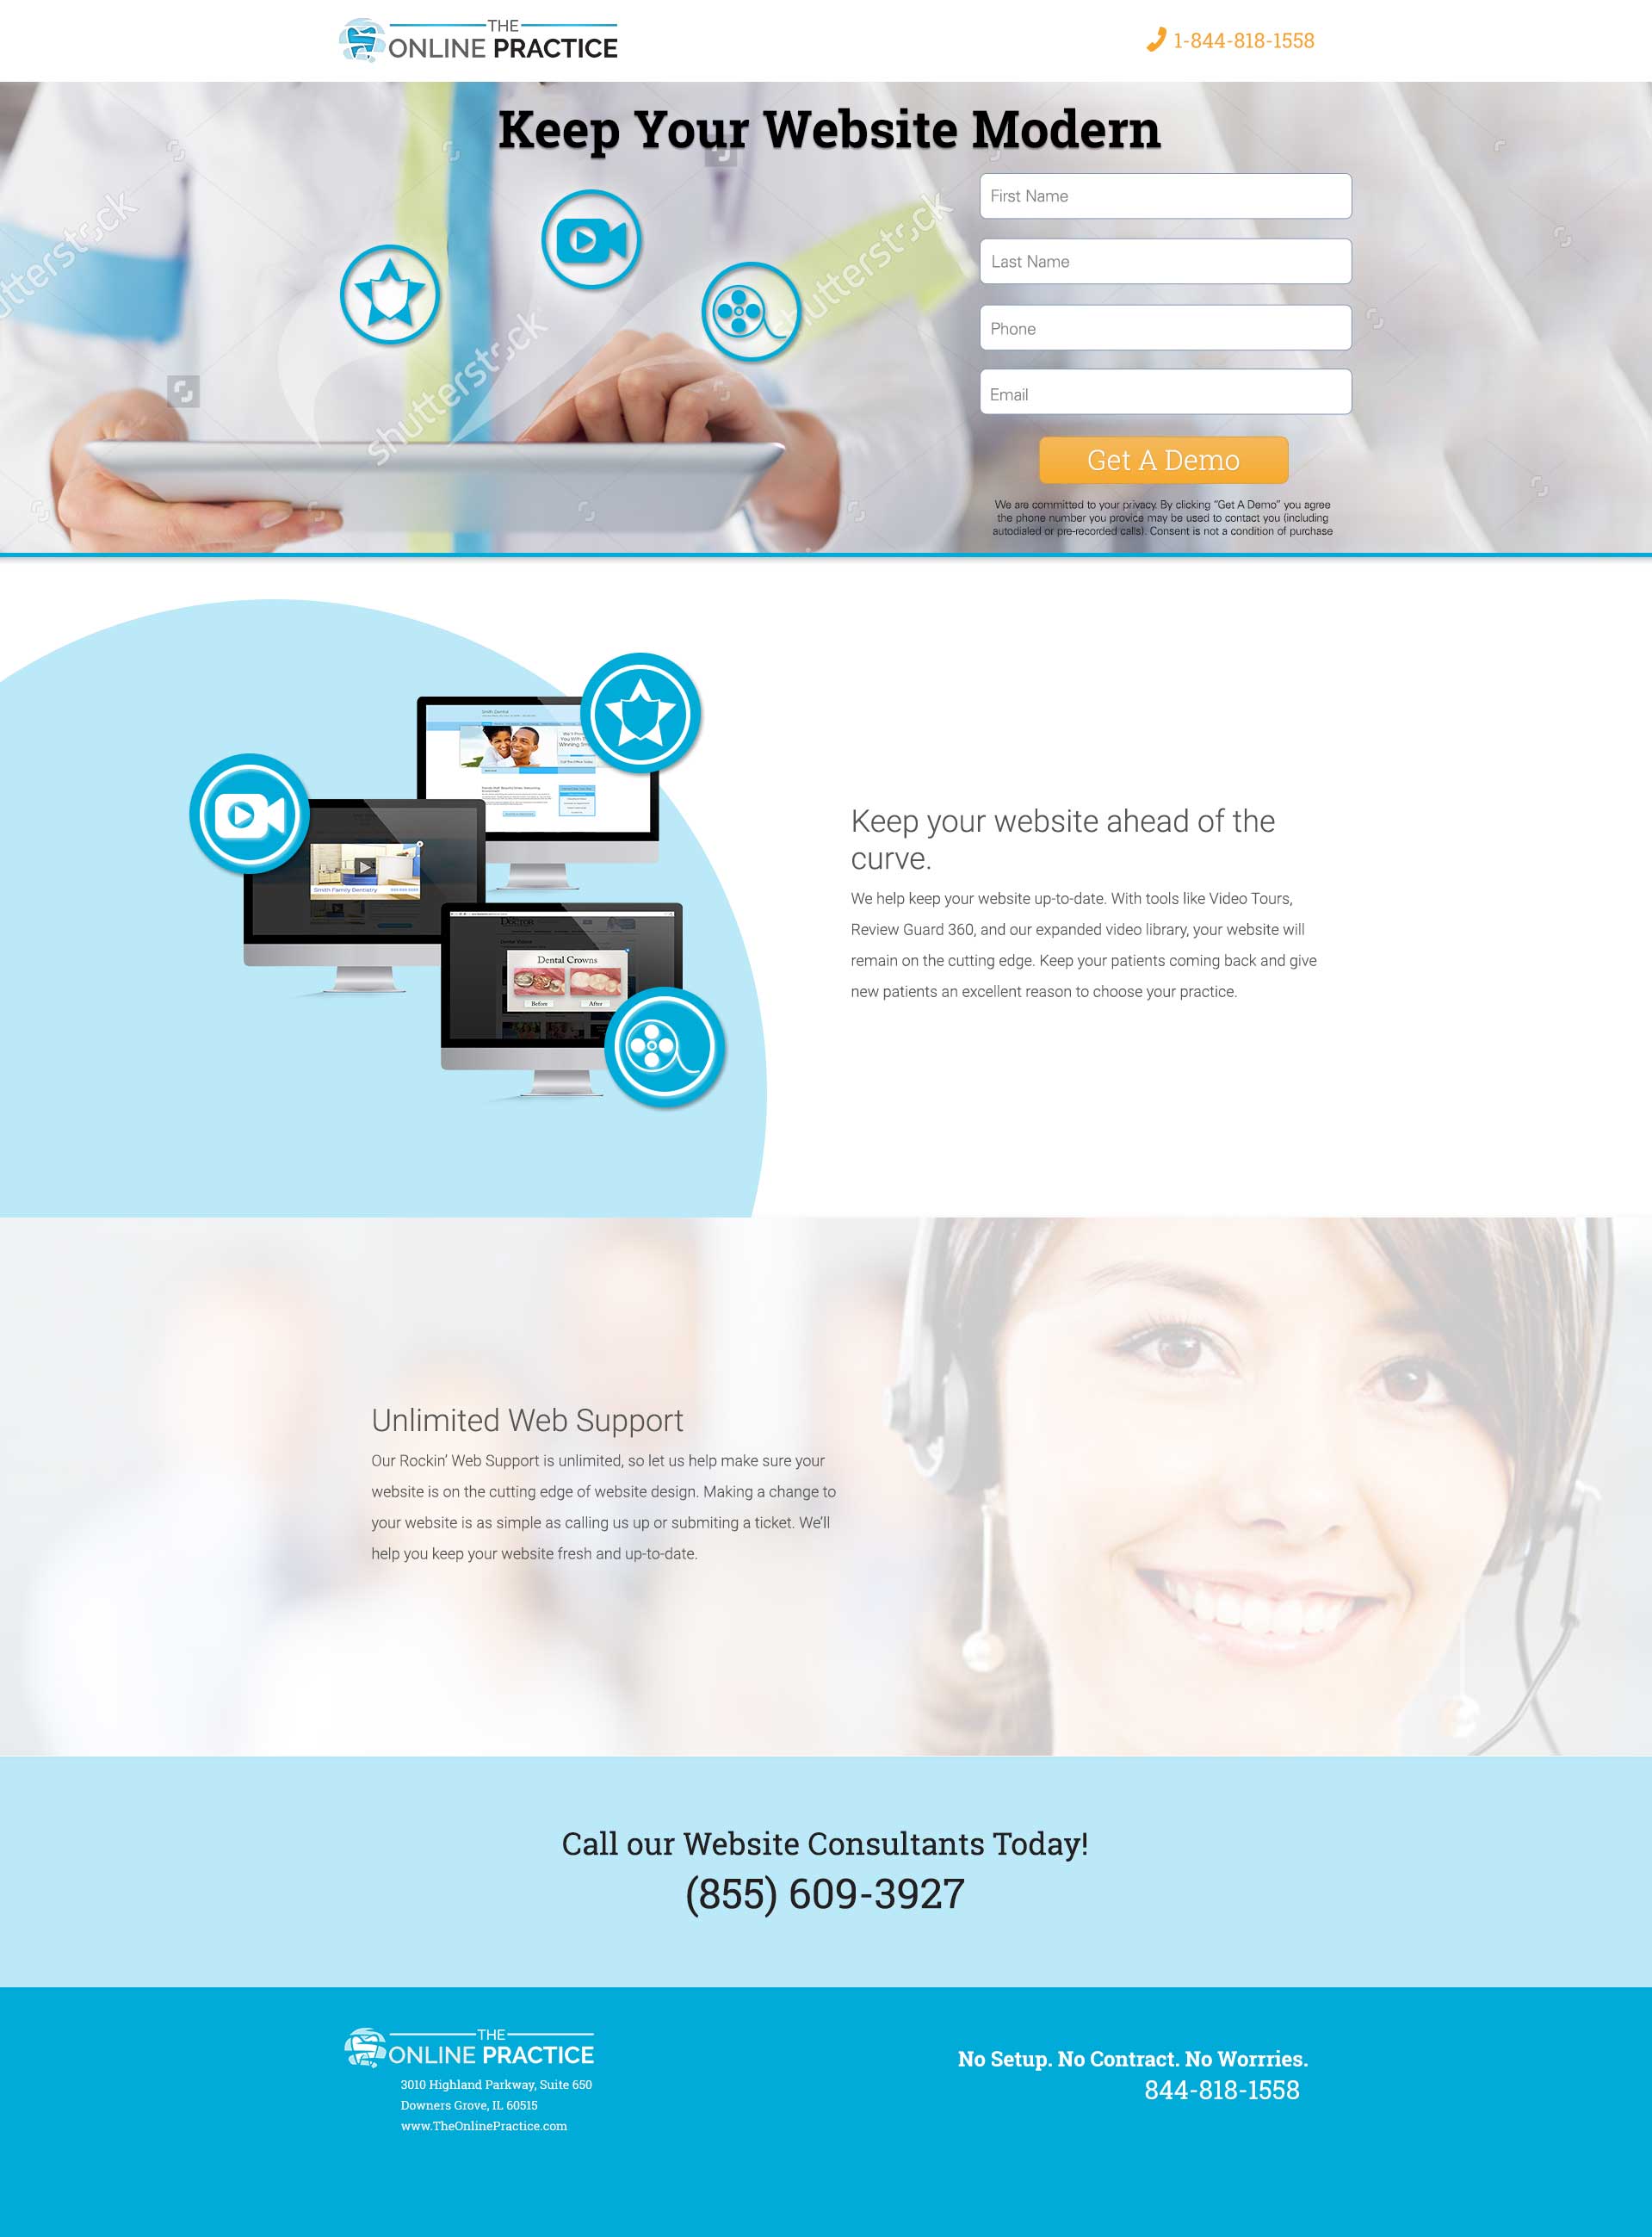 THE
ONLINE PRACTICE
1-844-818-1558
Keep Your Website Modern
First Name
Last Name
Phone
Email
Get A Demo
We are committed to your privacy. By clicking "Get A Demo" you agree
the phone number you provice may be used to contact you (including
autodialed or pre-recorded calls). Consent is not a condition of purchase
shutterstock
shutterstock
Smith Dental
Smith Family Dentistry
Dental Crowns
Before
After
Keep your website ahead of the
curve.
We help keep your website up-to-date. With tools like Video Tours,
Review Guard 360, and our expanded video library, your website will
remain on the cutting edge. Keep your patients coming back and give
new patients an excellent reason to choose your practice.
Unlimited Web Support
Our Rockin' Web Support is unlimited, so let us help make sure your
website is on the cutting edge of website design. Making a change to
your website is as simple as calling us up or submiting a ticket. We'll
help you keep your website fresh and up-to-date.
Call our Website Consultants Today!
(855) 609-3927
THE
ONLINE PRACTICE
3010 Highland Parkway, Suite 650
Downers Grove, IL 60515
www.TheOnlinePractice.com
No Setup. No Contract. No Worrries.
844-818-1558